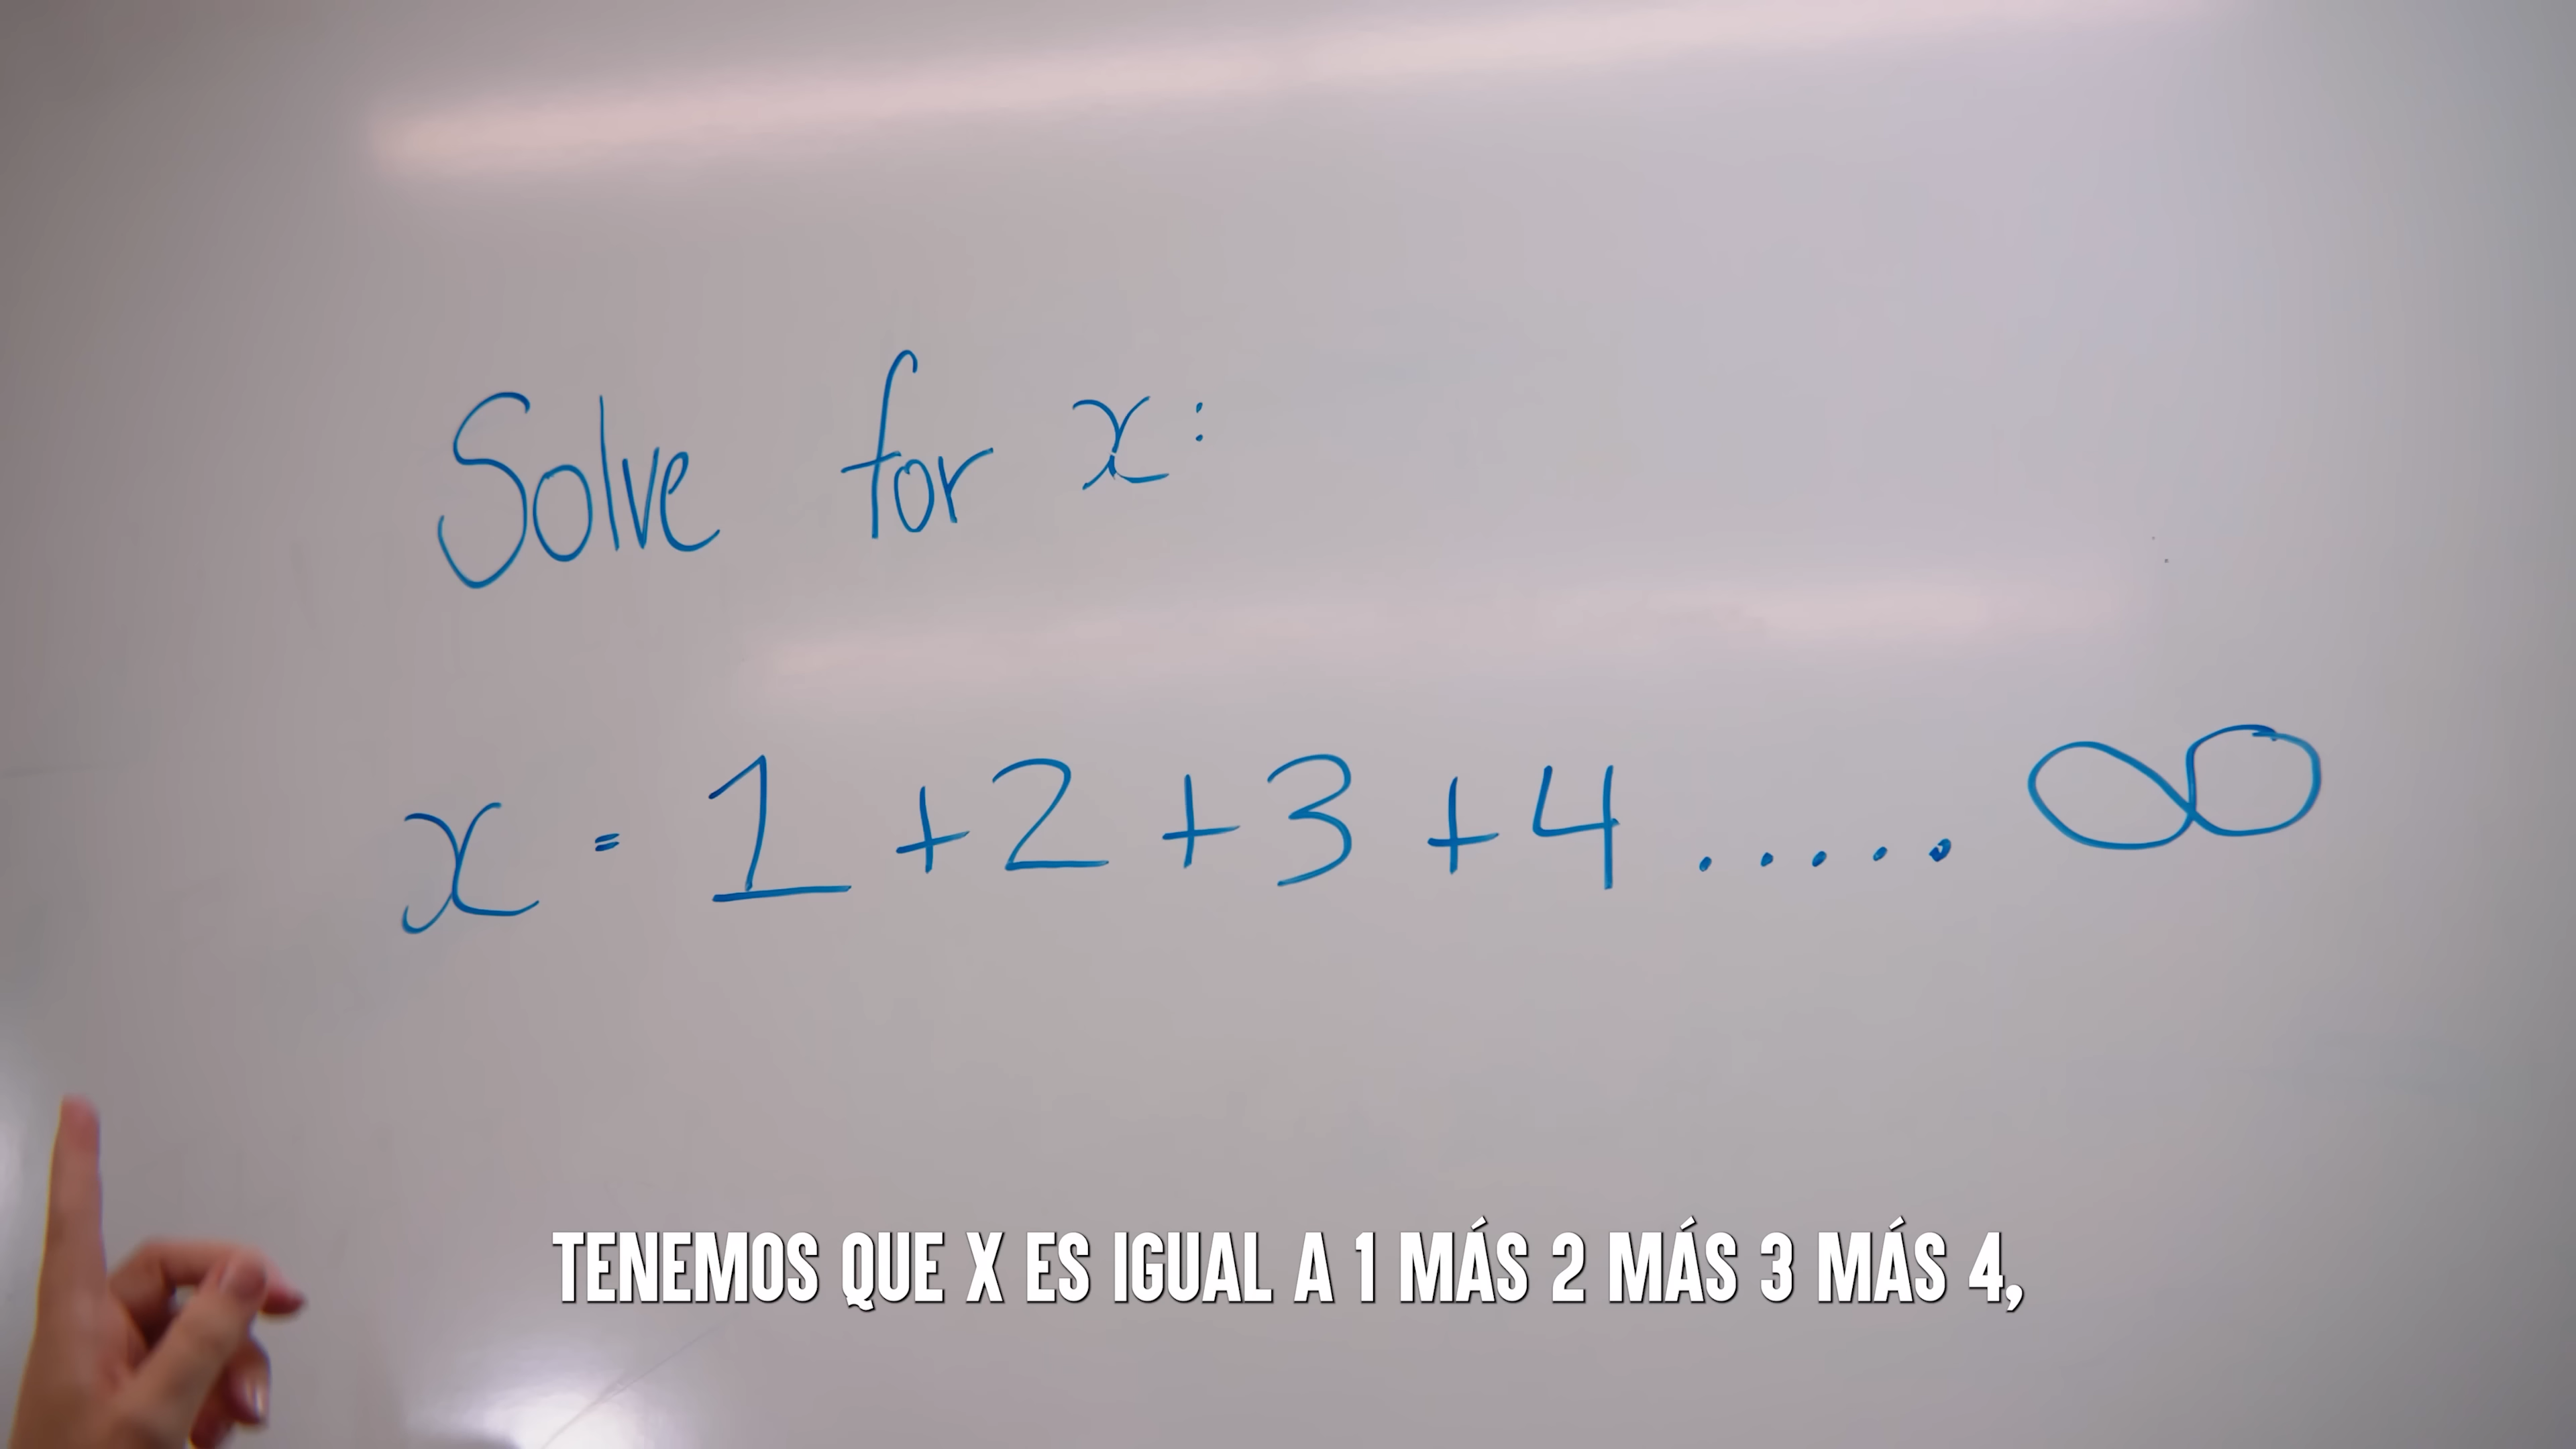 Solve for x:
x = 1 + 2 + 3 + 4 . . . . . ∞
TENEMOS QUE X ES IGUAL A 1 MÁS 2 MÁS 3 MÁS 4,